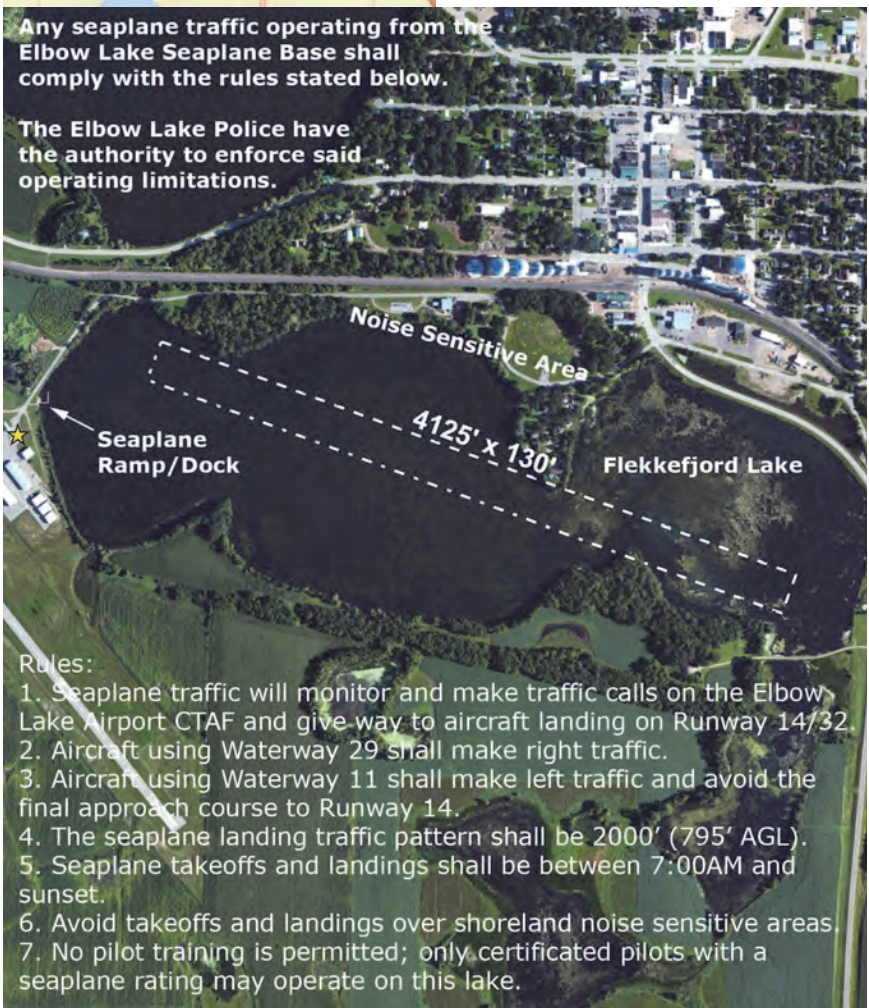 Any seaplane traffic operating from the
Elbow Lake Seaplane Base shall
comply with the rules stated below.
The Elbow Lake Police have
the authority to enforce said
operating limitations.
Noise Sensitive Area
4125' x 130'
Seaplane
Ramp/Dock
Flekkefjord Lake
Rules:
1. Seaplane traffic will monitor and make traffic calls on the Elbow
Lake Airport CTAF and give way to aircraft landing on Runway 14/32.
2. Aircraft using Waterway 29 shall make right traffic.
3. Aircraft using Waterway 11 shall make left traffic and avoid the
final approach course to Runway 14.
4. The seaplane landing traffic pattern shall be 2000' (795' AGL).
5. Seaplane takeoffs and landings shall be between 7:00AM and
sunset.
6. Avoid takeoffs and landings over shoreland noise sensitive areas.
7. No pilot training is permitted; only certificated pilots with a
seaplane rating may operate on this lake.